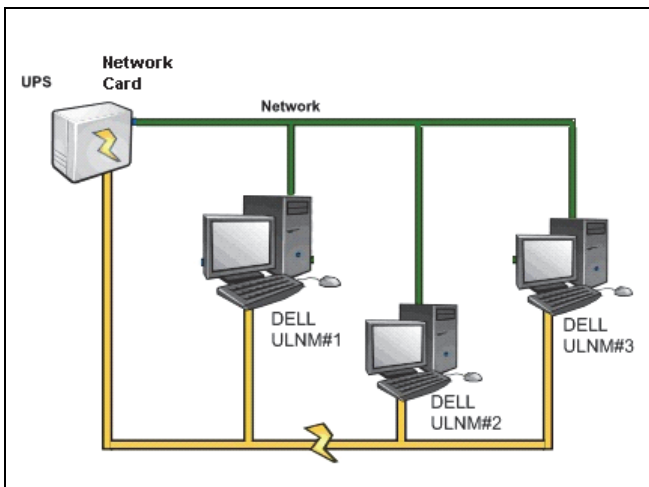 Network
Card
UPS
Network
DELL
ULNM#1
DELL
ULNM#2
DELL
ULNM#3